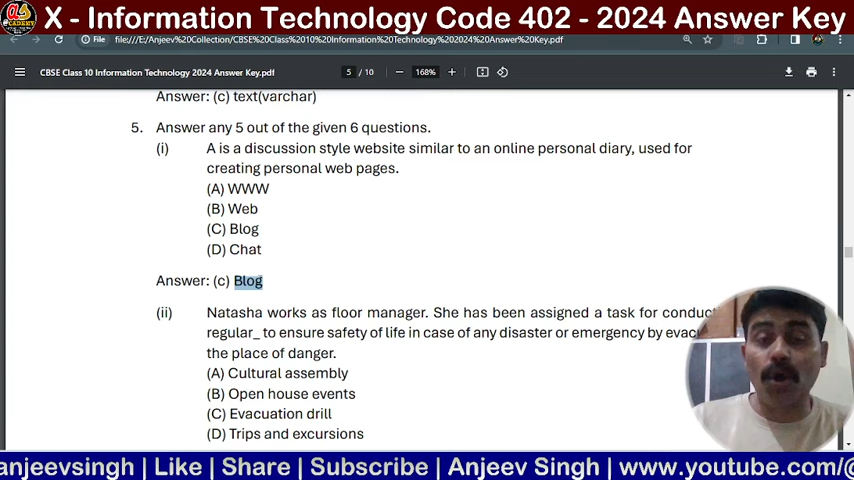 X - Information Technology Code 402 - 2024 Answer Key
ACADEMY
File
file:///E:/Anjeev%20Collection/CBSE%20Class%2010%20Information%20Technology%202024%20Answer%20Key.pdf
CBSE Class 10 Information Technology 2024 Answer Key.pdf
5 / 10
168%
Answer: (c) text(varchar)
5. Answer any 5 out of the given 6 questions.
(i) A is a discussion style website similar to an online personal diary, used for
creating personal web pages.
(A) WWW
(B) Web
(C) Blog
(D) Chat
Answer: (c) Blog
(ii) Natasha works as floor manager. She has been assigned a task for conducti
regular_ to ensure safety of life in case of any disaster or emergency by evacu
the place of danger.
(A) Cultural assembly
(B) Open house events
(C) Evacuation drill
(D) Trips and excursions
anjeevsingh | Like | Share | Subscribe | Anjeev Singh | www.youtube.com/@